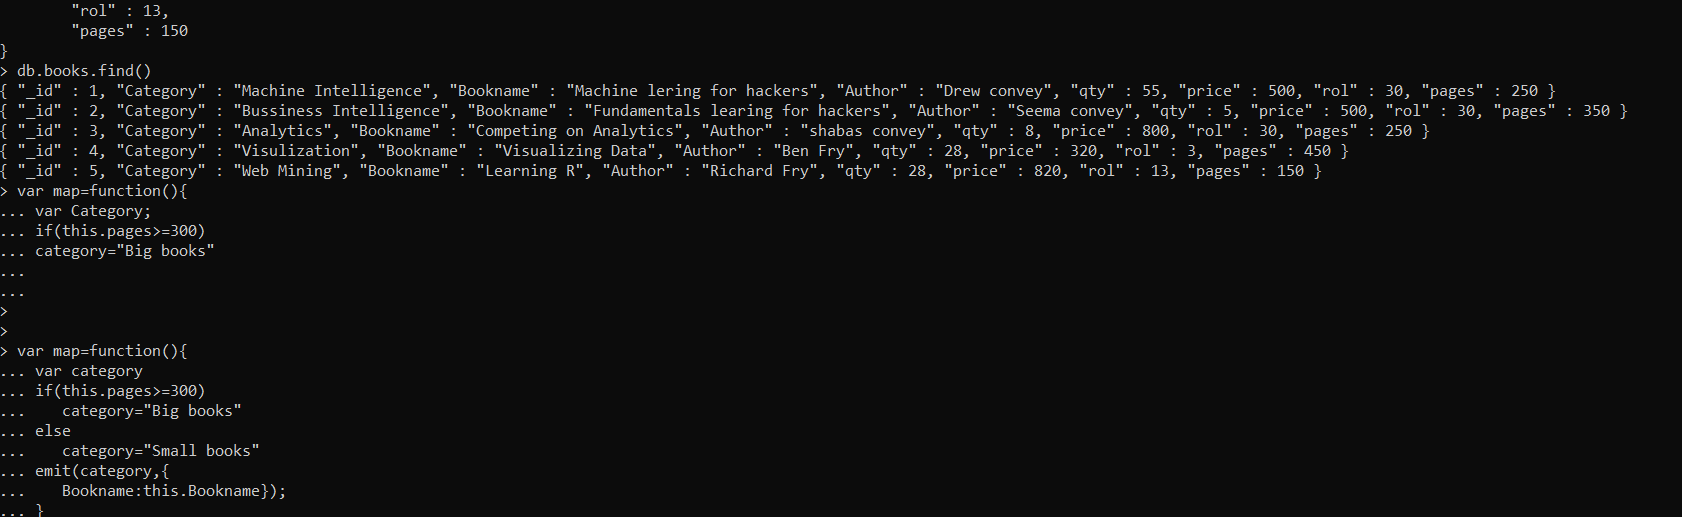 "rol" : 13,
"pages" : 150
}
> db.books.find()
{ "_id" : 1, "Category" : "Machine Intelligence", "Bookname" : "Machine lering for hackers", "Author" : "Drew convey", "qty" : 55, "price" : 500, "rol" : 30, "pages" : 250 }
{ "_id" : 2, "Category" : "Bussiness Intelligence", "Bookname" : "Fundamentals learing for hackers", "Author" : "Seema convey", "qty" : 5, "price" : 500, "rol" : 30, "pages" : 350 }
{ "_id" : 3, "Category" : "Analytics", "Bookname" : "Competing on Analytics", "Author" : "shabas convey", "qty" : 8, "price" : 800, "rol" : 30, "pages" : 250 }
{ "_id" : 4, "Category" : "Visulization", "Bookname" : "Visualizing Data", "Author" : "Ben Fry", "qty" : 28, "price" : 320, "rol" : 3, "pages" : 450 }
{ "_id" : 5, "Category" : "Web Mining", "Bookname" : "Learning R", "Author" : "Richard Fry", "qty" : 28, "price" : 820, "rol" : 13, "pages" : 150 }
> var map=function(){
... var Category;
... if(this.pages>=300)
... category="Big books"
...
...
>
>
> var map=function(){
... var category
... if(this.pages>=300)
...    category="Big books"
... else
...    category="Small books"
... emit(category,{
...    Bookname:this.Bookname});
... }